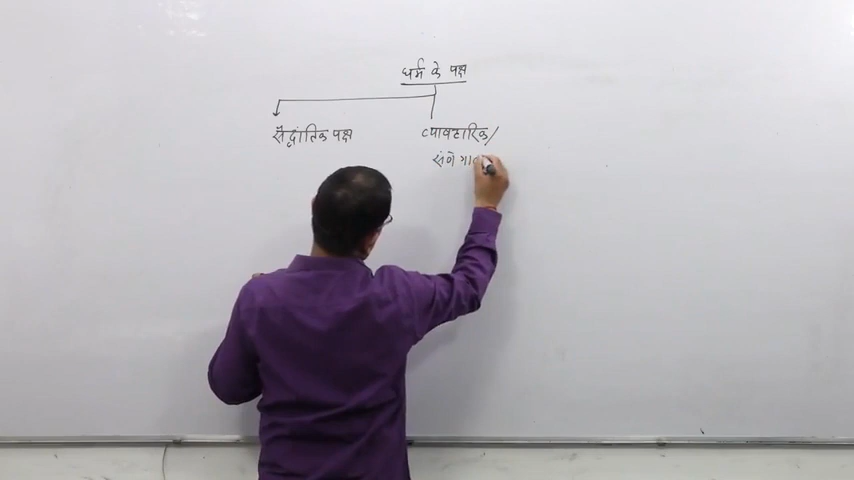 धर्म के पक्ष
सैद्धांतिक पक्ष
व्यावहारिक/